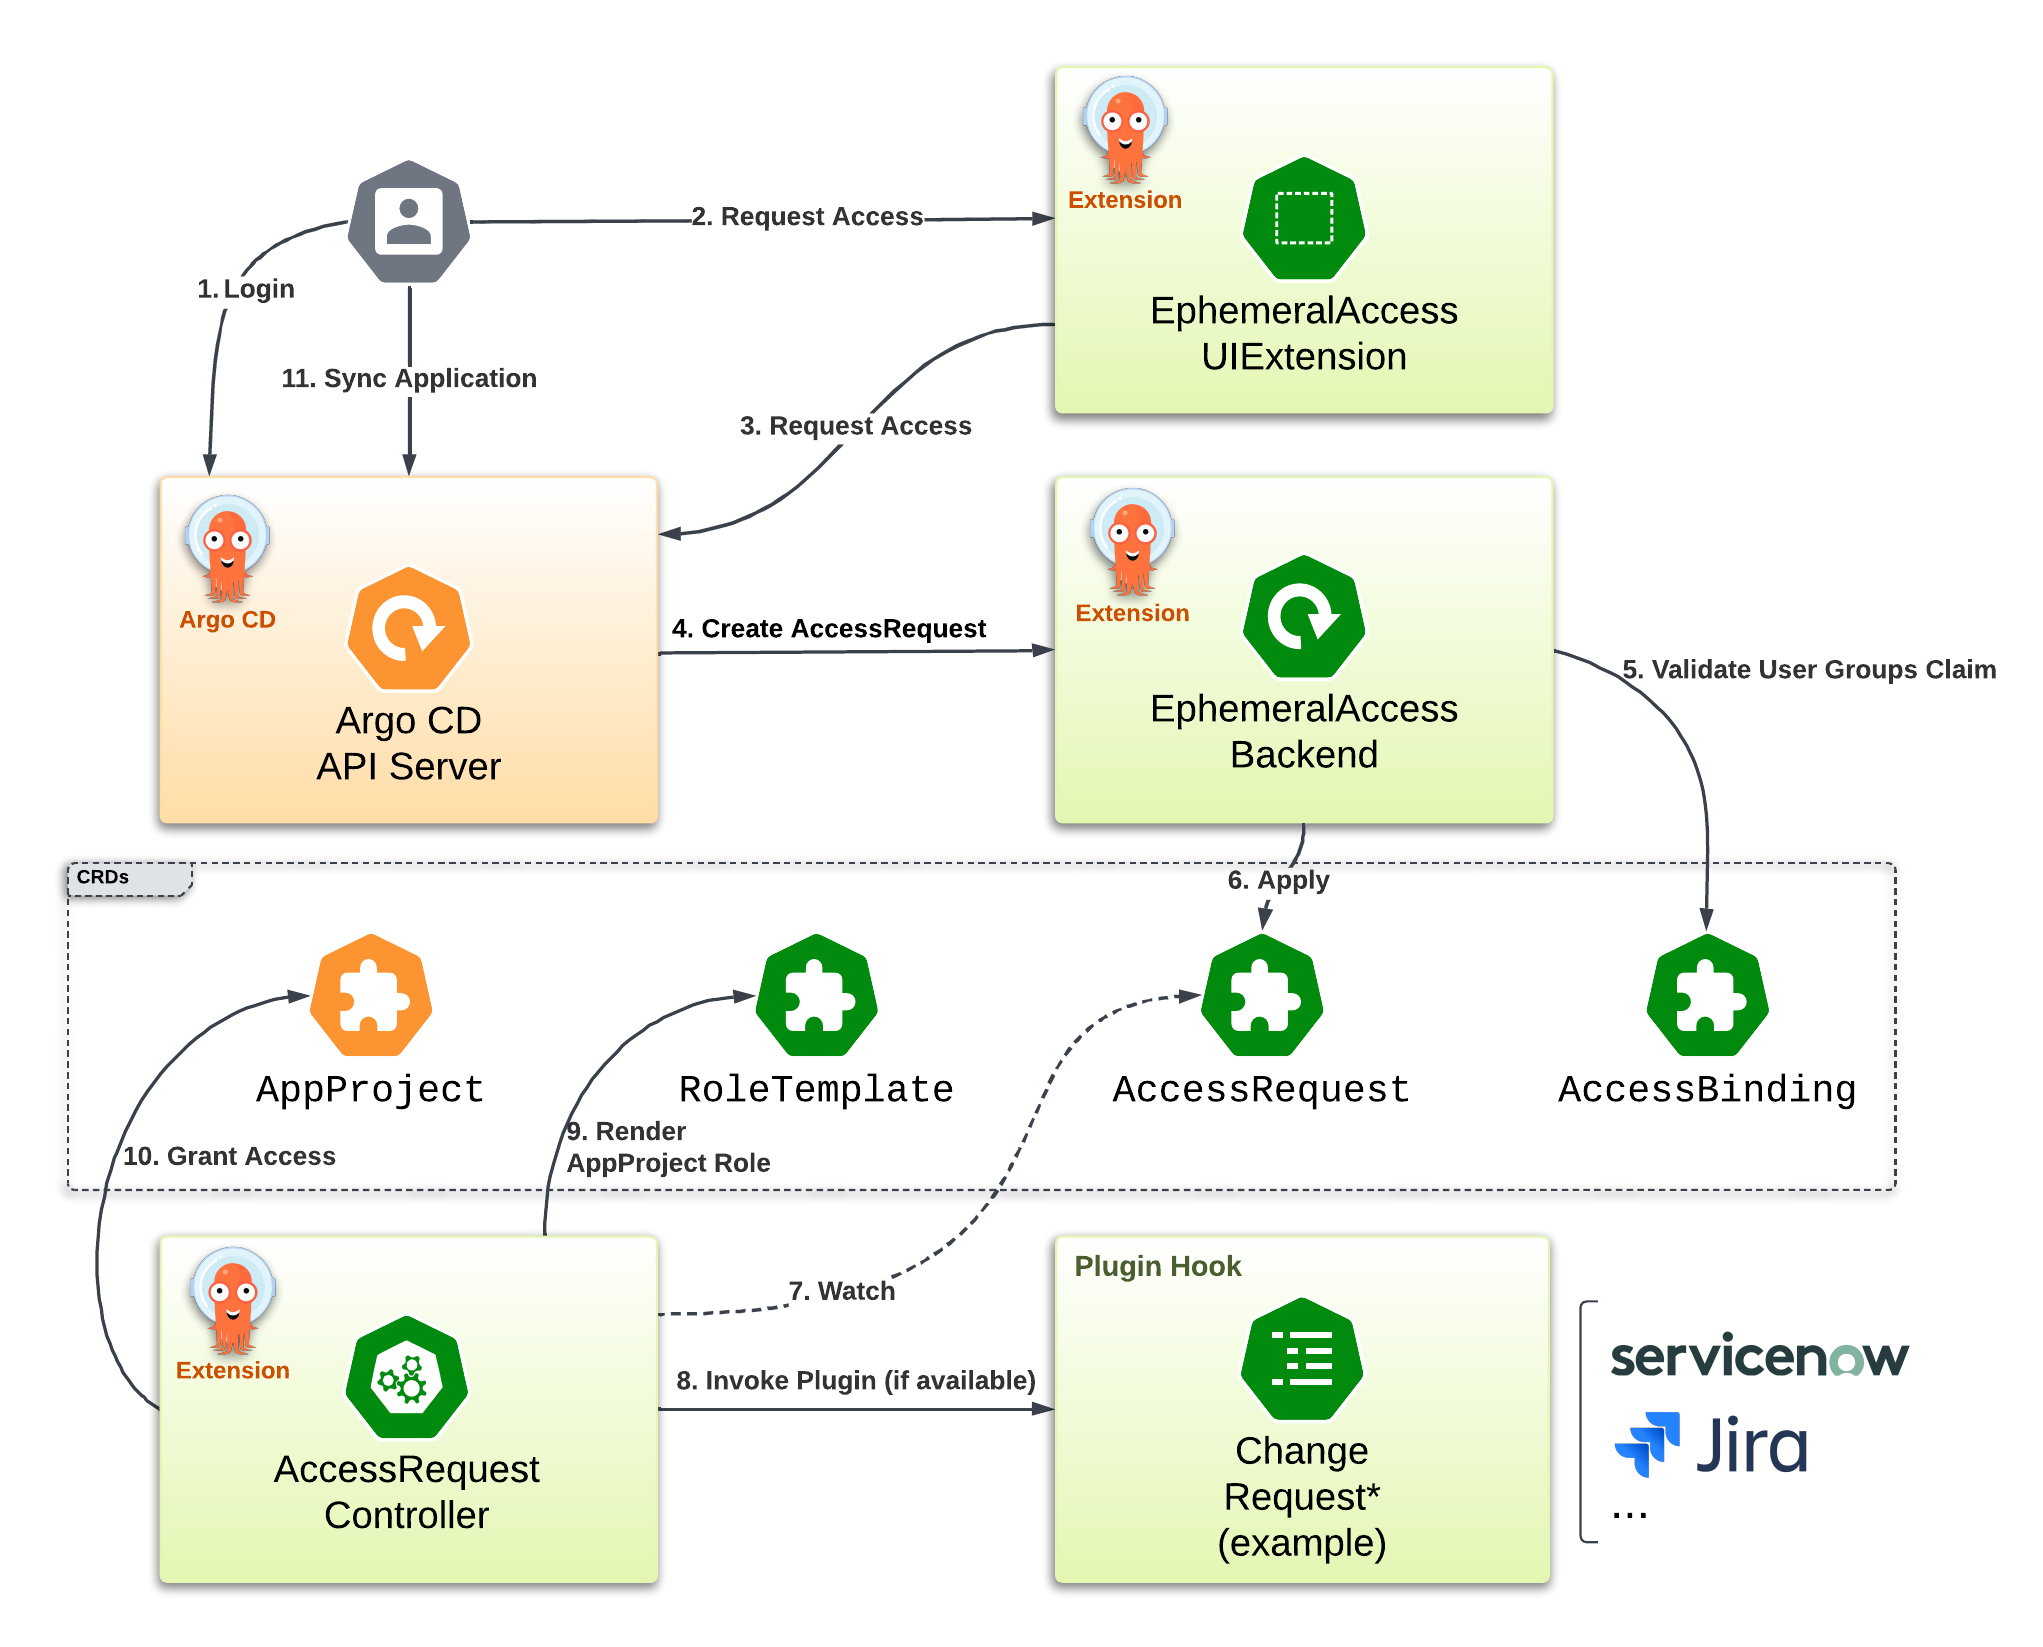 Extension
2. Request Access
1. Login
EphemeralAccess
UIExtension
11. Sync Application
3. Request Access
Argo CD
Extension
4. Create AccessRequest
5. Validate User Groups Claim
Argo CD
API Server
EphemeralAccess
Backend
CRDs
6. Apply
AppProject
RoleTemplate
AccessRequest
AccessBinding
10. Grant Access
9. Render
AppProject Role
7. Watch
Plugin Hook
Extension
8. Invoke Plugin (if available)
AccessRequest
Controller
Change
Request*
(example)
servicenow
Jira
...